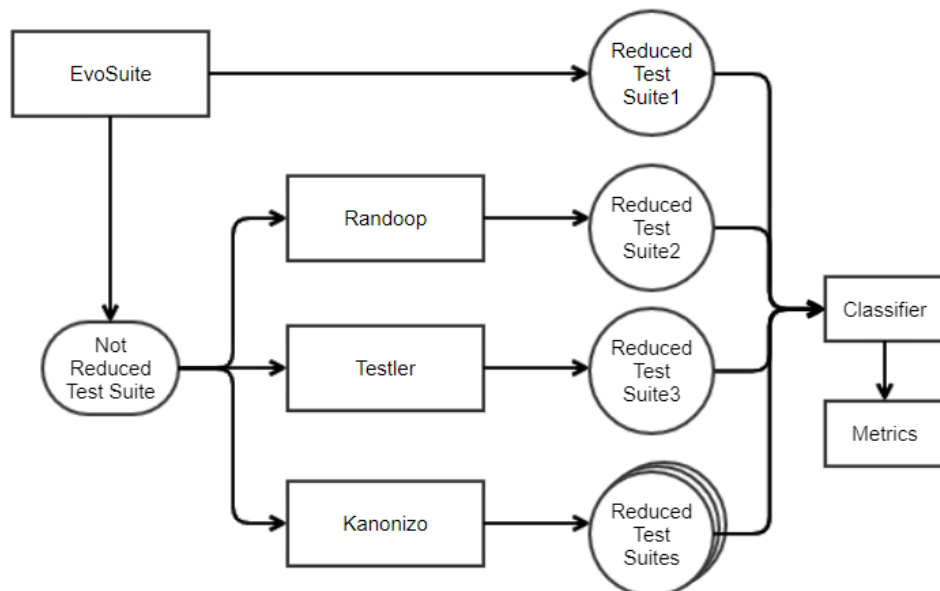 EvoSuite
Reduced
Test
Suite1
Randoop
Reduced
Test
Suite2
Classifier
Not
Reduced
Test Suite
Testler
Reduced
Test
Suite3
Metrics
Kanonizo
Reduced
Test
Suites